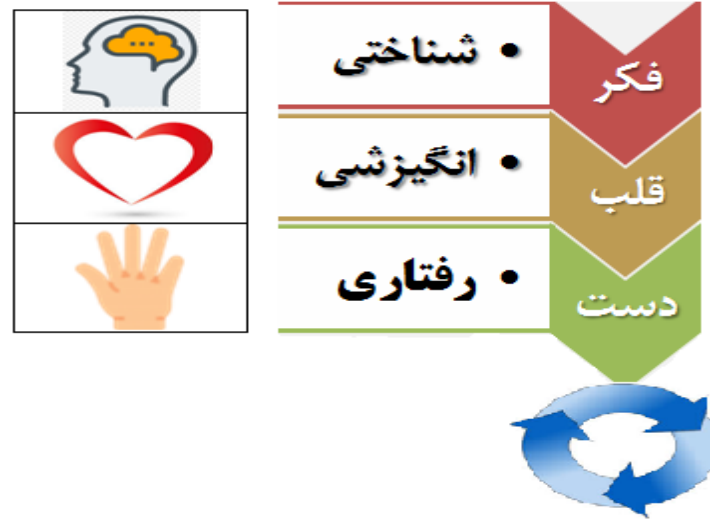 فکر
• شناختی
قلب
• انگیزشی
دست
• رفتاری